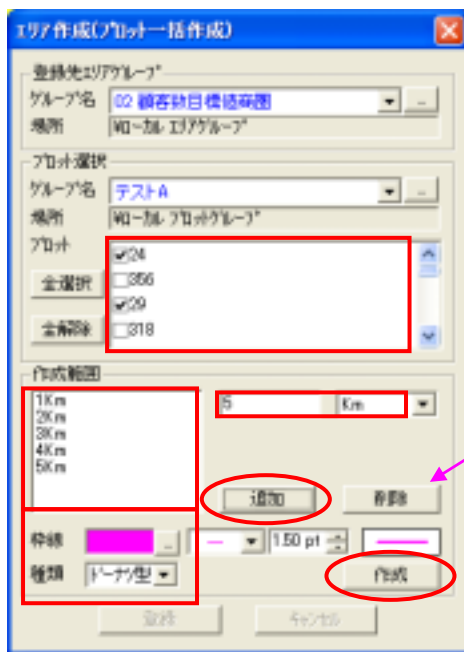 エリア作成(プロット一括作成)
登録先エリアグループ
グループ名 02 顧客数目標値商圏 ...
場所 ¥ローカル エリアグループ
プロット選択
グループ名 テストA ...
場所 ¥ローカル プロットグループ
プロット
24
全選択 356
29
全解除 318
作成範囲
1Km 5 Km
2Km
3Km
4Km
5Km
追加 削除
枠線 ... 1.50 pt
種類 ドーナツ型 作成
登録 キャンセル